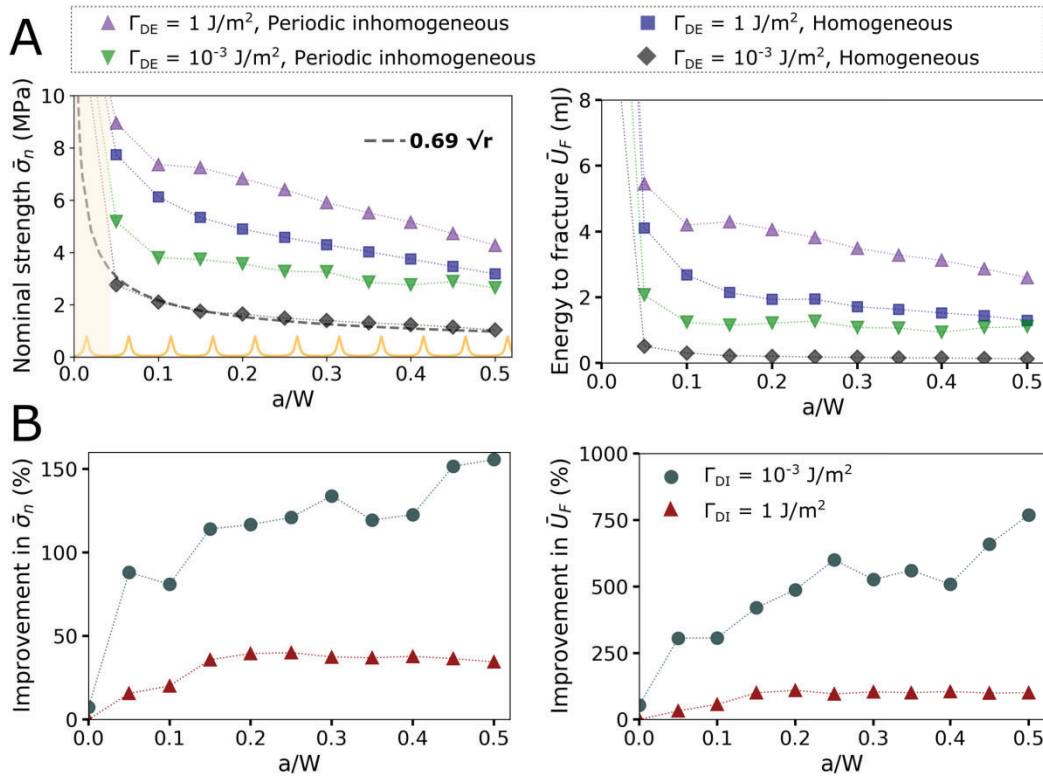 A
Γ_DE = 1 J/m², Periodic inhomogeneous
Γ_DE = 1 J/m², Homogeneous
Γ_DE = 10⁻³ J/m², Periodic inhomogeneous
Γ_DE = 10⁻³ J/m², Homogeneous
Nominal strength σ̄ₙ (MPa)
10
8
6
4
2
0
0.69 √r
0.0 0.1 0.2 0.3 0.4 0.5
a/W
Energy to fracture Ū_F (mJ)
8
6
4
2
0
0.0 0.1 0.2 0.3 0.4 0.5
a/W
B
Improvement in σ̄ₙ (%)
150
100
50
0
0.0 0.1 0.2 0.3 0.4 0.5
a/W
Improvement in Ū_F (%)
1000
750
500
250
0
Γ_DI = 10⁻³ J/m²
Γ_DI = 1 J/m²
0.0 0.1 0.2 0.3 0.4 0.5
a/W